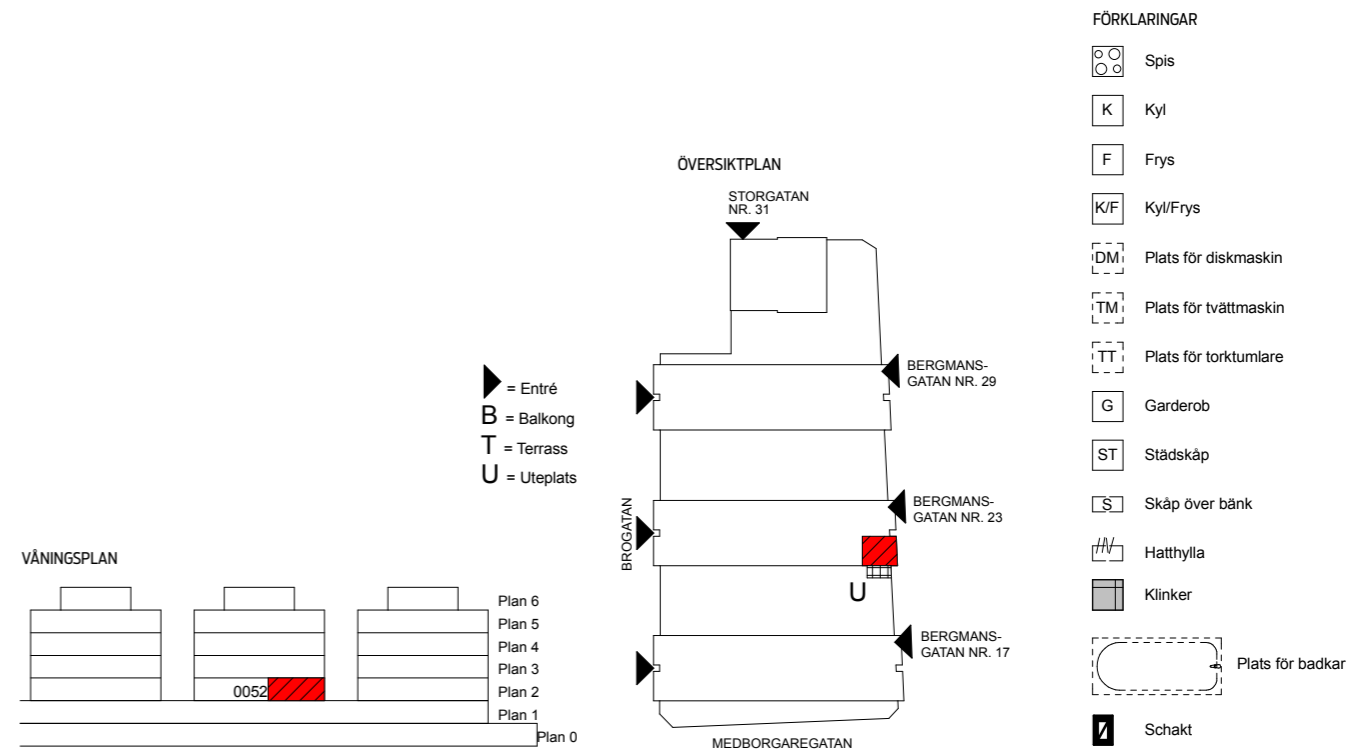 FÖRKLARINGAR
Spis
K Kyl
F Frys
K/F Kyl/Frys
DM Plats för diskmaskin
TM Plats för tvättmaskin
TT Plats för torktumlare
G Garderob
ST Städskåp
S Skåp över bänk
Hatthylla
Klinker
Plats för badkar
Schakt
ÖVERSIKTPLAN
STORGATAN
NR. 31
= Entré
B = Balkong
T = Terrass
U = Uteplats
BERGMANS-
GATAN NR. 29
BROGATAN
BERGMANS-
GATAN NR. 23
U
BERGMANS-
GATAN NR. 17
MEDBORGAREGATAN
VÅNINGSPLAN
Plan 6
Plan 5
Plan 4
Plan 3
0052 Plan 2
Plan 1
Plan 0